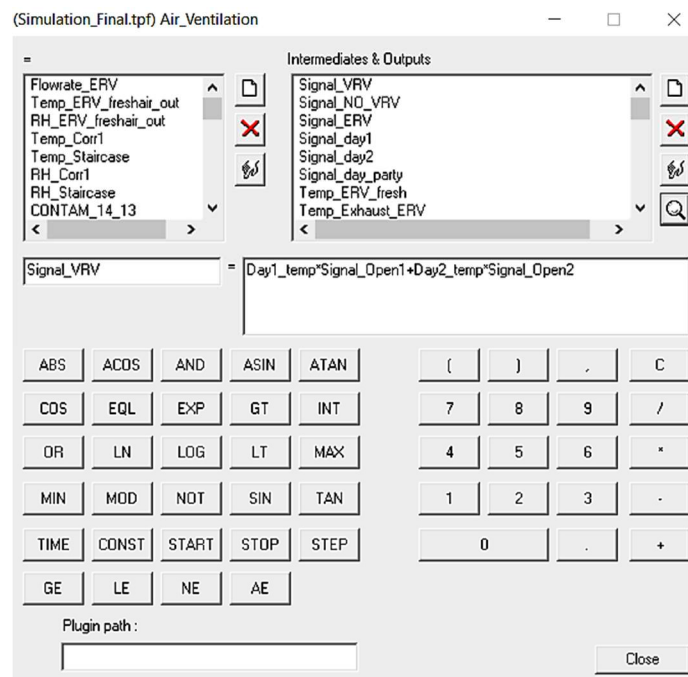 (Simulation_Final.tpf) Air_Ventilation
=
Intermediates & Outputs
Flowrate_ERV
Temp_ERV_freshair_out
RH_ERV_freshair_out
Temp_Corr1
Temp_Staircase
RH_Corr1
RH_Staircase
CONTAM_14_13
Signal_VRV
Signal_NO_VRV
Signal_ERV
Signal_day1
Signal_day2
Signal_day_party
Temp_ERV_fresh
Temp_Exhaust_ERV
Signal_VRV = Day1_temp*Signal_Open1+Day2_temp*Signal_Open2
ABS ACOS AND ASIN ATAN ( ) , C
COS EQL EXP GT INT 7 8 9 /
OR LN LOG LT MAX 4 5 6 *
MIN MOD NOT SIN TAN 1 2 3 -
TIME CONST START STOP STEP 0 . +
GE LE NE AE
Plugin path :
Close